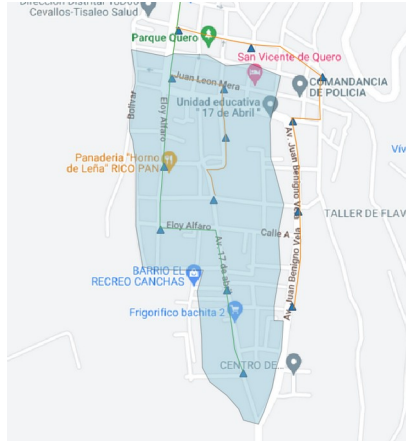 Dirección Distrital 18D06
Cevallos-Tisaleo Salud
Parque Quero
San Vicente de Quero
Juan Leon Mera
COMANDANCIA
DE POLICIA
Bolivar
Eloy Alfaro
Unidad educativa
" 17 de Abril "
Av. Juan Benigno Vela
Panadería "Horno
de Leña" RICO PAN
Vív
TALLER DE FLAV
Eloy Alfaro
Calle A
Av. 17 de abril
Av. Juan Benigno Vela
BARRIO EL
RECREO CANCHAS
Frigorifico bachita 2
CENTRO DE...